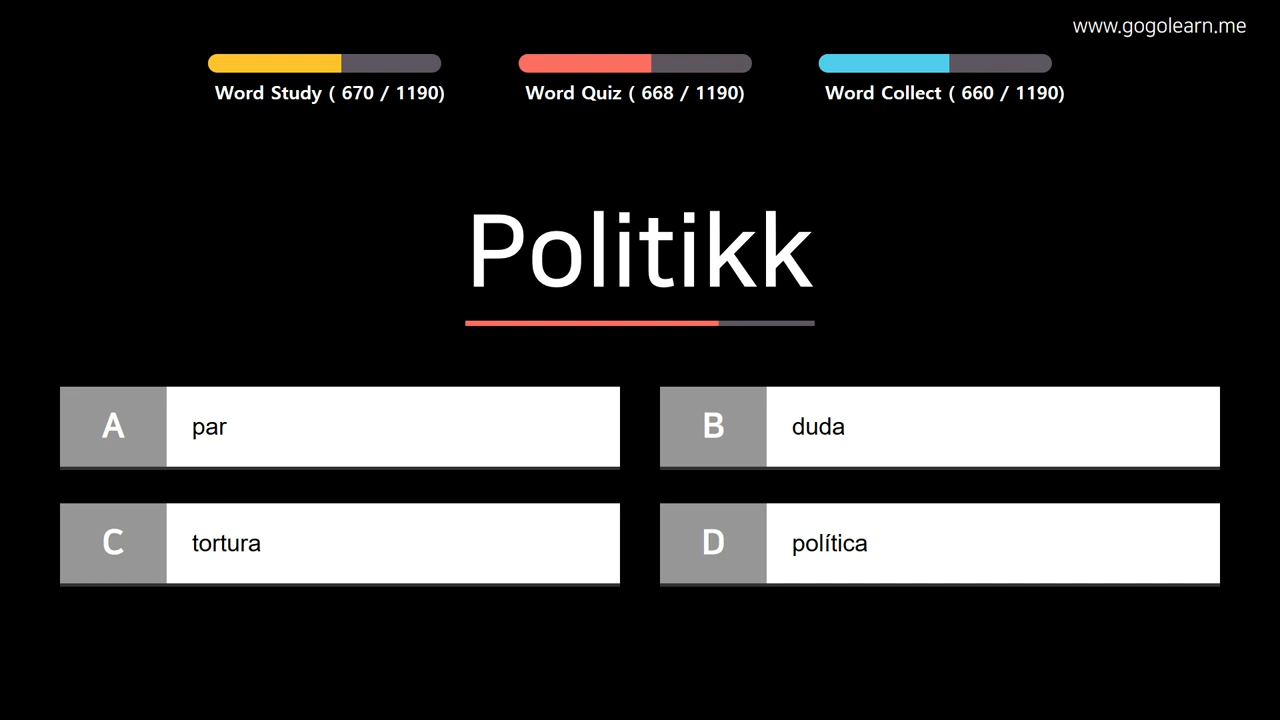 www.gogolearn.me
Word Study ( 670 / 1190)
Word Quiz ( 668 / 1190)
Word Collect ( 660 / 1190)
Politikk
A
par
B
duda
C
tortura
D
política